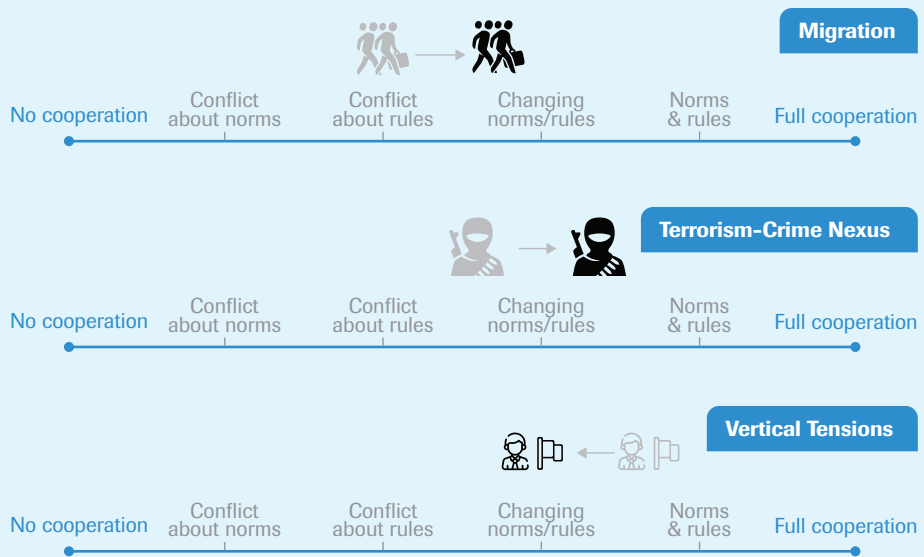 Migration
No cooperation
Conflict
about norms
Conflict
about rules
Changing
norms/rules
Norms
& rules
Full cooperation
Terrorism-Crime Nexus
No cooperation
Conflict
about norms
Conflict
about rules
Changing
norms/rules
Norms
& rules
Full cooperation
Vertical Tensions
No cooperation
Conflict
about norms
Conflict
about rules
Changing
norms/rules
Norms
& rules
Full cooperation